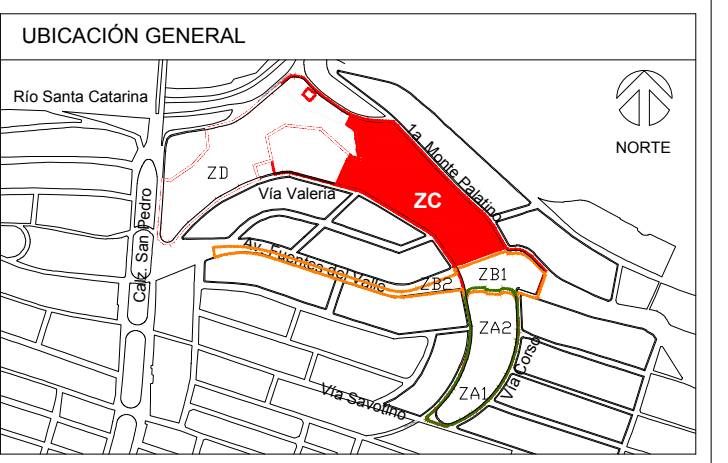 UBICACIÓN GENERAL
Río Santa Catarina
NORTE
1a. Monte Palatino
ZD
Vía Valeria
ZC
Calz. San Pedro
Av. Fuentes del Valle
ZB2
ZB1
ZA2
Vía Corso
ZA1
Vía Savotino